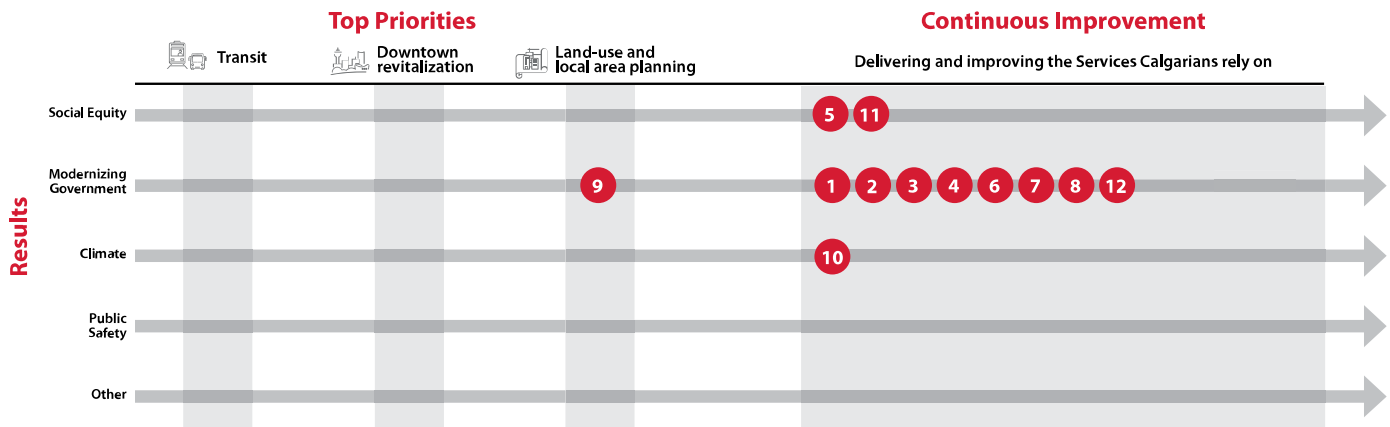 Top Priorities
Continuous Improvement
Transit
Downtown
revitalization
Land-use and
local area planning
Delivering and improving the Services Calgarians rely on
Results
Social Equity
5 11
Modernizing
Government
9 1 2 3 4 6 7 8 12
Climate
10
Public
Safety
Other